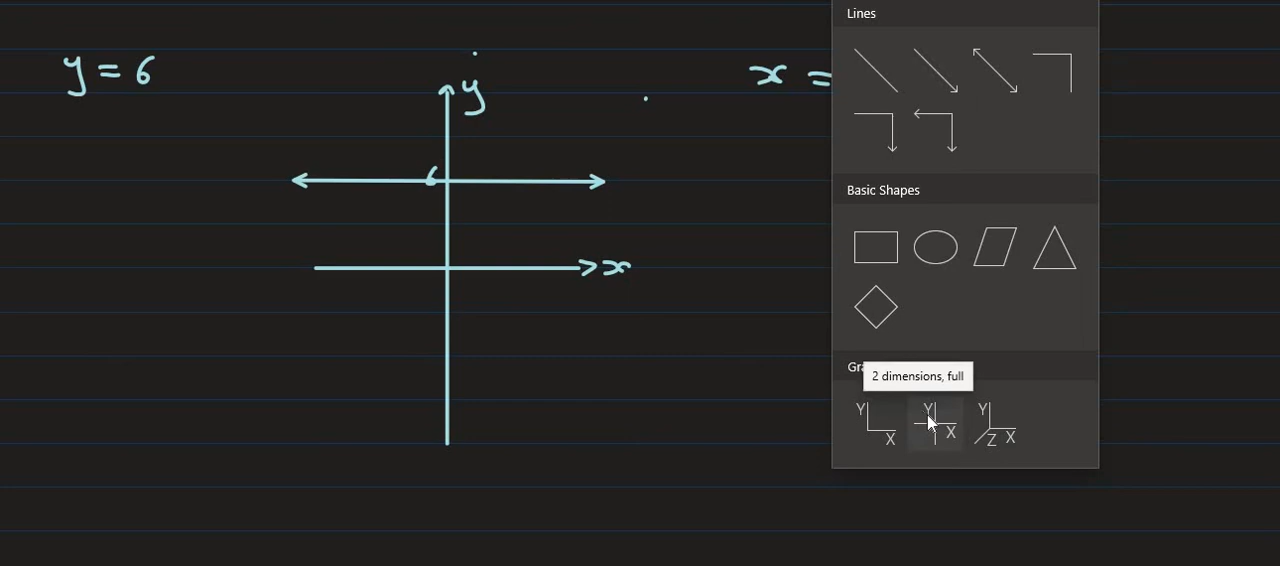 y = 6
y
6
x
x =
Lines
Basic Shapes
2 dimensions, full
Y
X
Y
X
Y
Z
X